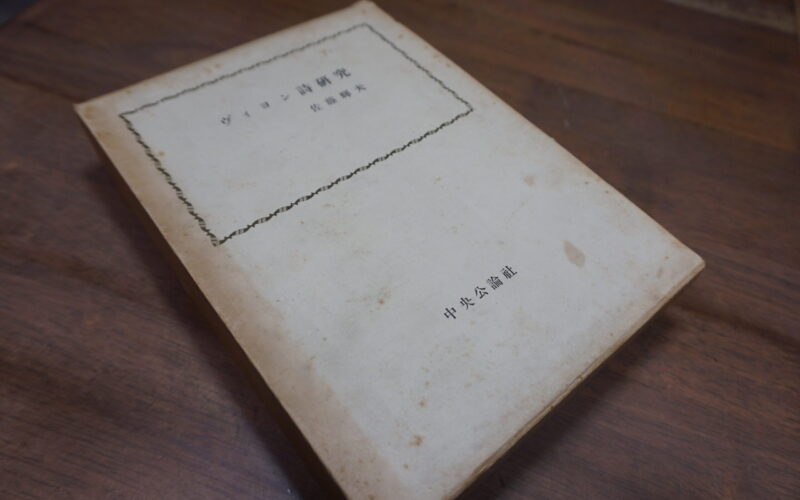 ヴィヨン詩研究
佐藤輝夫
中央公論社